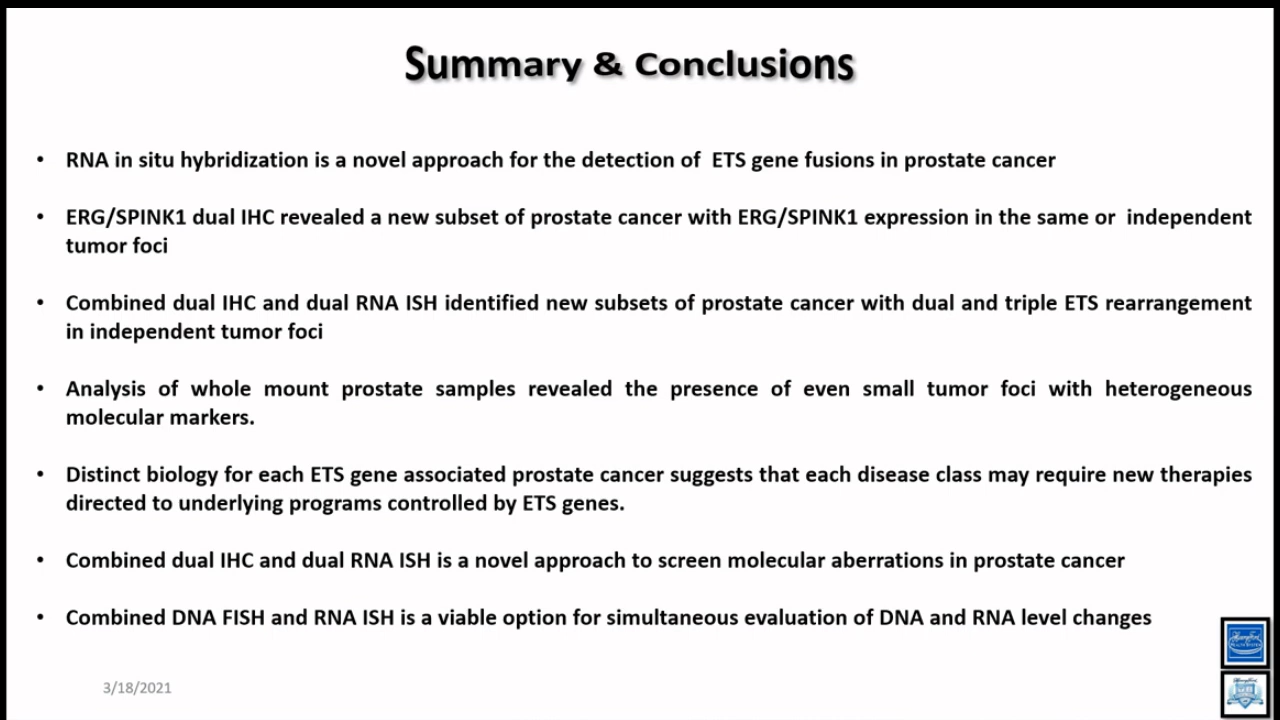 Summary & Conclusions
• RNA in situ hybridization is a novel approach for the detection of ETS gene fusions in prostate cancer
• ERG/SPINK1 dual IHC revealed a new subset of prostate cancer with ERG/SPINK1 expression in the same or independent
tumor foci
• Combined dual IHC and dual RNA ISH identified new subsets of prostate cancer with dual and triple ETS rearrangement
in independent tumor foci
• Analysis of whole mount prostate samples revealed the presence of even small tumor foci with heterogeneous
molecular markers.
• Distinct biology for each ETS gene associated prostate cancer suggests that each disease class may require new therapies
directed to underlying programs controlled by ETS genes.
• Combined dual IHC and dual RNA ISH is a novel approach to screen molecular aberrations in prostate cancer
• Combined DNA FISH and RNA ISH is a viable option for simultaneous evaluation of DNA and RNA level changes
3/18/2021